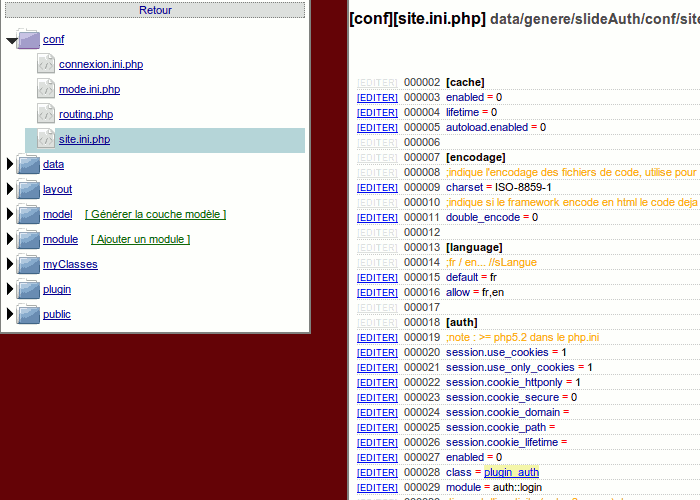 Retour
conf
connexion.ini.php
mode.ini.php
routing.php
site.ini.php
data
layout
model [ Générer la couche modèle ]
module [ Ajouter un module ]
myClasses
plugin
public
[conf][site.ini.php] data/genere/slideAuth/conf/site
[EDITER] 000002 [cache]
[EDITER] 000003 enabled = 0
[EDITER] 000004 lifetime = 0
[EDITER] 000005 autoload.enabled = 0
[EDITER] 000006
[EDITER] 000007 [encodage]
[EDITER] 000008 ;indique l'encodage des fichiers de code, utilise pour
[EDITER] 000009 charset = ISO-8859-1
[EDITER] 000010 ;indique si le framework encode en html le code deja
[EDITER] 000011 double_encode = 0
[EDITER] 000012
[EDITER] 000013 [language]
[EDITER] 000014 ;fr / en... //sLangue
[EDITER] 000015 default = fr
[EDITER] 000016 allow = fr,en
[EDITER] 000017
[EDITER] 000018 [auth]
[EDITER] 000019 ;note : >= php5.2 dans le php.ini
[EDITER] 000020 session.use_cookies = 1
[EDITER] 000021 session.use_only_cookies = 1
[EDITER] 000022 session.cookie_httponly = 1
[EDITER] 000023 session.cookie_secure = 0
[EDITER] 000024 session.cookie_domain =
[EDITER] 000025 session.cookie_path =
[EDITER] 000026 session.cookie_lifetime =
[EDITER] 000027 enabled = 0
[EDITER] 000028 class = plugin_auth
[EDITER] 000029 module = auth::login